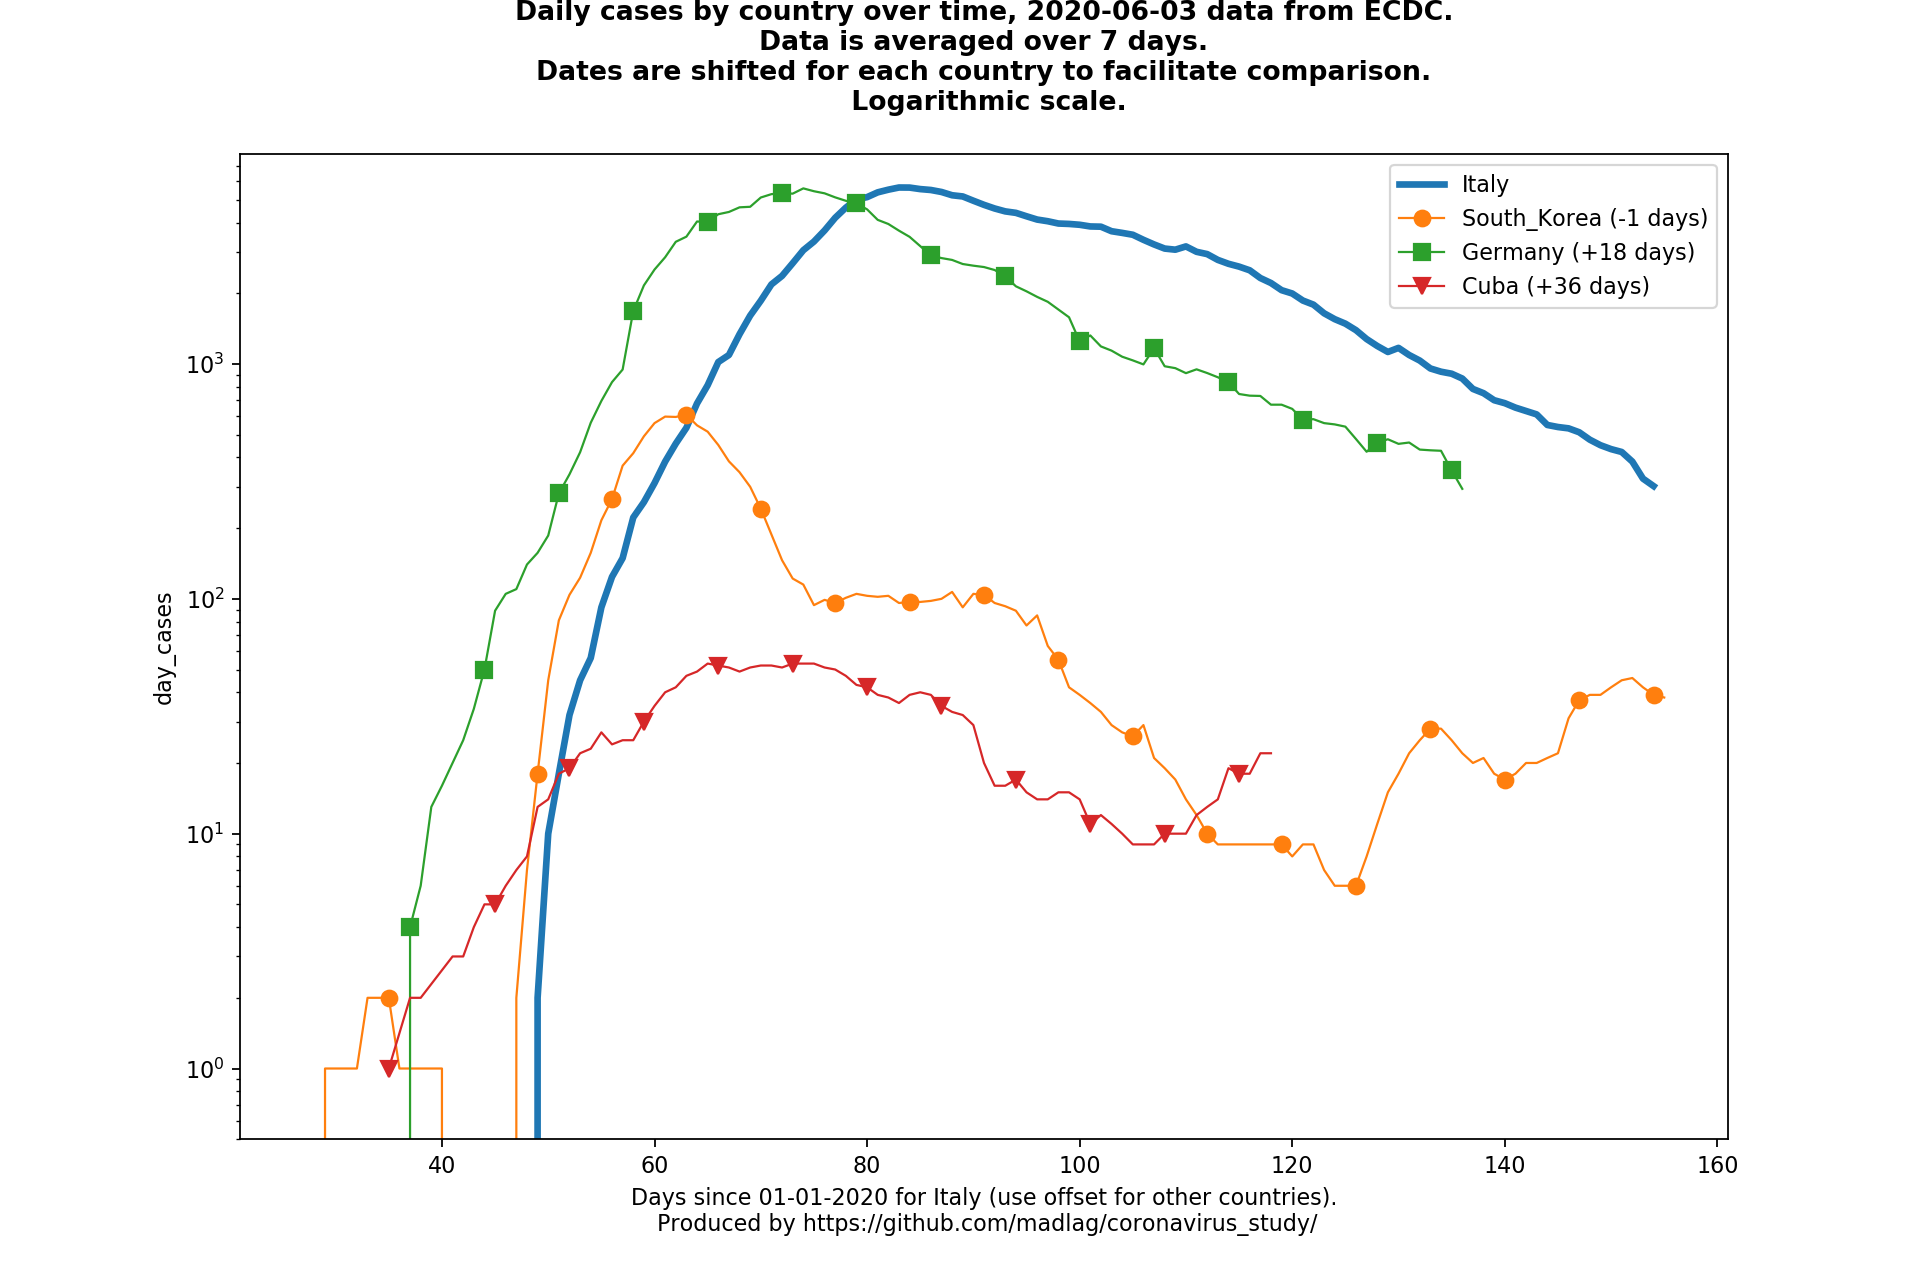 Daily cases by country over time, 2020-06-03 data from ECDC.
Data is averaged over 7 days.
Dates are shifted for each country to facilitate comparison.
Logarithmic scale.
Italy
South_Korea (-1 days)
Germany (+18 days)
Cuba (+36 days)
10³
10²
10¹
10⁰
day_cases
40 60 80 100 120 140 160
Days since 01-01-2020 for Italy (use offset for other countries).
Produced by https://github.com/madlag/coronavirus_study/